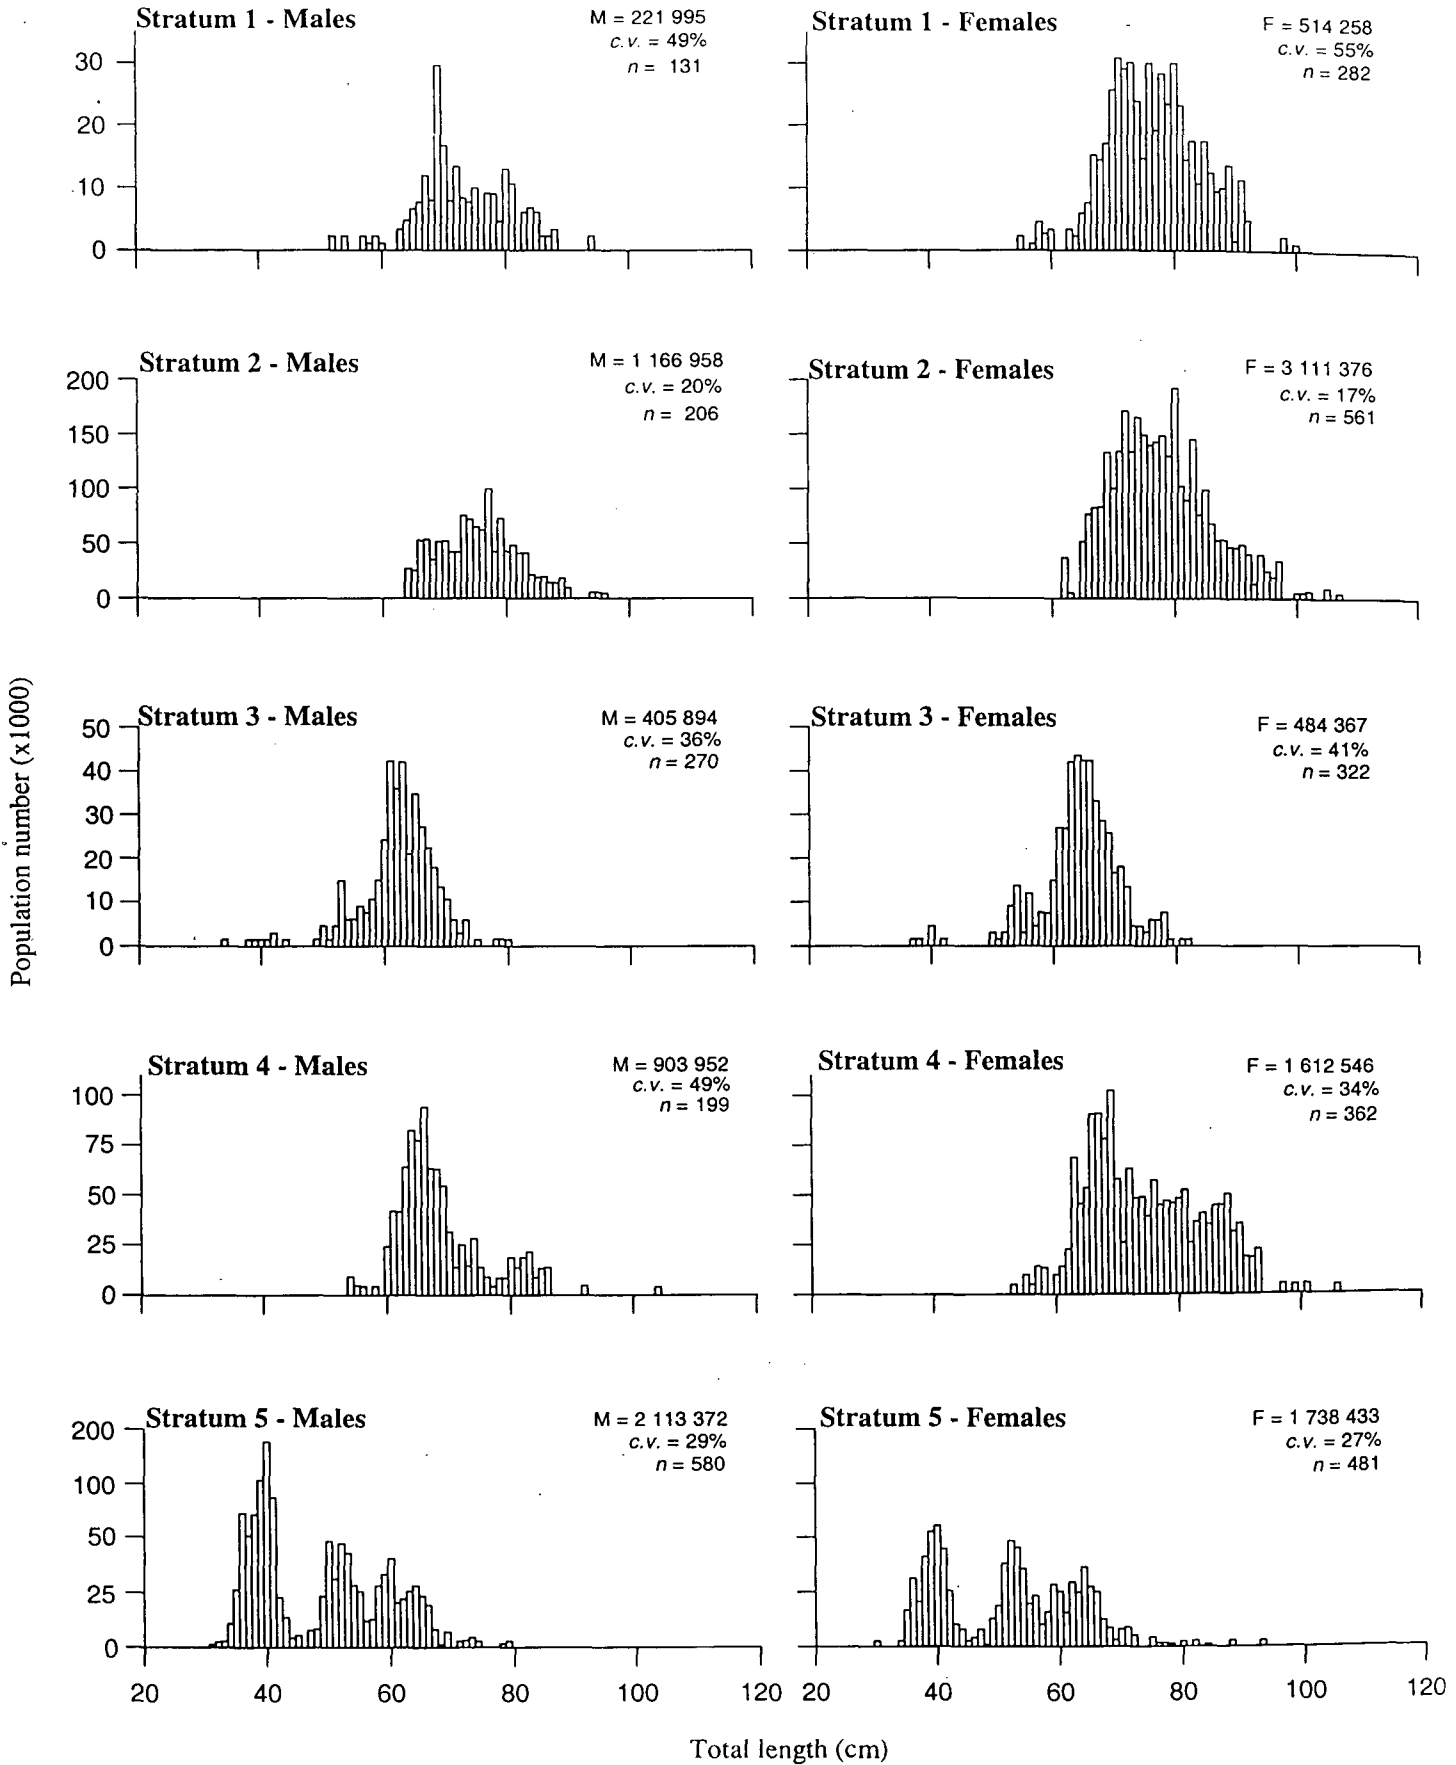 Stratum 1 - Males
M = 221 995
c.v. = 49%
n = 131
30
20
10
0
Stratum 1 - Females
F = 514 258
c.v. = 55%
n = 282
Stratum 2 - Males
M = 1 166 958
c.v. = 20%
n = 206
200
150
100
50
0
Stratum 2 - Females
F = 3 111 376
c.v. = 17%
n = 561
Population number (x1000)
Stratum 3 - Males
M = 405 894
c.v. = 36%
n = 270
50
40
30
20
10
0
Stratum 3 - Females
F = 484 367
c.v. = 41%
n = 322
Stratum 4 - Males
M = 903 952
c.v. = 49%
n = 199
100
75
50
25
0
Stratum 4 - Females
F = 1 612 546
c.v. = 34%
n = 362
Stratum 5 - Males
M = 2 113 372
c.v. = 29%
n = 580
200
100
50
25
0
20 40 60 80 100 120
Stratum 5 - Females
F = 1 738 433
c.v. = 27%
n = 481
20 40 60 80 100 120
Total length (cm)